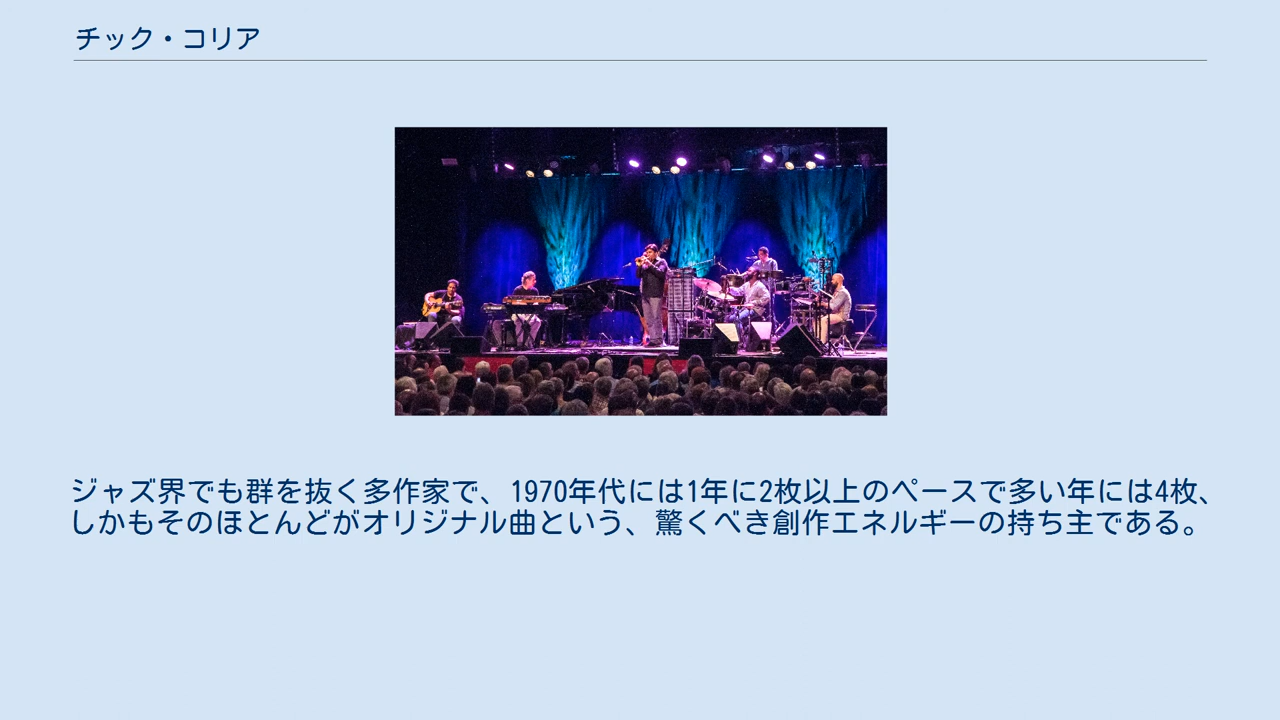 チック・コリア
ジャズ界でも群を抜く多作家で、1970年代には1年に2枚以上のペースで多い年には4枚、
しかもそのほとんどがオリジナル曲という、驚くべき創作エネルギーの持ち主である。